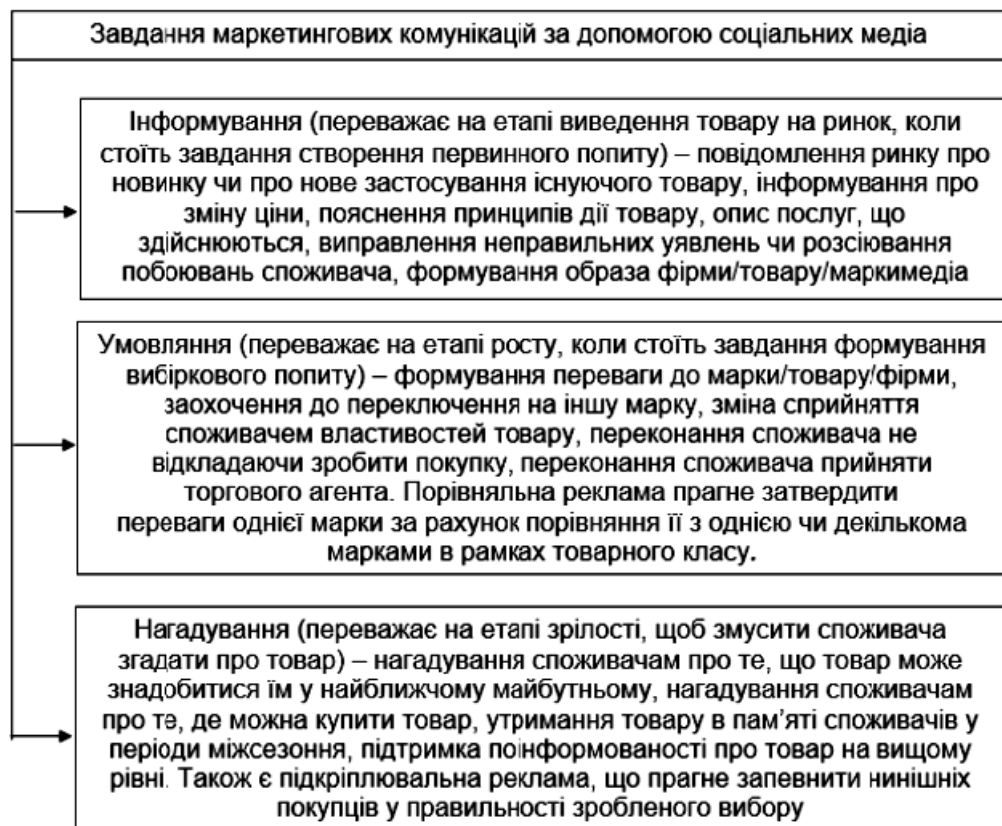 Завдання маркетингових комунікацій за допомогою соціальних медіа
Інформування (переважає на етапі виведення товару на ринок, коли
стоїть завдання створення первинного попиту) – повідомлення ринку про
новинку чи про нове застосування існуючого товару, інформування про
зміну ціни, пояснення принципів дії товару, опис послуг, що
здійснюються, виправлення неправильних уявлень чи розсіювання
побоювань споживача, формування образа фірми/товару/маркимедіа
Умовляння (переважає на етапі росту, коли стоїть завдання формування
вибіркового попиту) – формування переваги до марки/товару/фірми,
заохочення до переключення на іншу марку, зміна сприйняття
споживачем властивостей товару, переконання споживача не
відкладаючи зробити покупку, переконання споживача прийняти
торгового агента. Порівняльна реклама прагне затвердити
переваги однієї марки за рахунок порівняння її з однією чи декількома
марками в рамках товарного класу.
Нагадування (переважає на етапі зрілості, щоб змусити споживача
згадати про товар) – нагадування споживачам про те, що товар може
знадобитися їм у найближчому майбутньому, нагадування споживачам
про те, де можна купити товар, утримання товару в пам’яті споживачів у
періоди міжсезоння, підтримка поінформованості про товар на вищому
рівні. Також є підкріплювальна реклама, що прагне запевнити нинішніх
покупців у правильності зробленого вибору